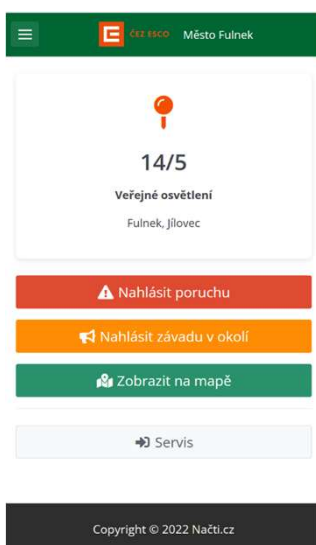 ČEZ ESCO Město Fulnek
14/5
Veřejné osvětlení
Fulnek, Jílovec
Nahlásit poruchu
Nahlásit závadu v okolí
Zobrazit na mapě
Servis
Copyright © 2022 Načti.cz